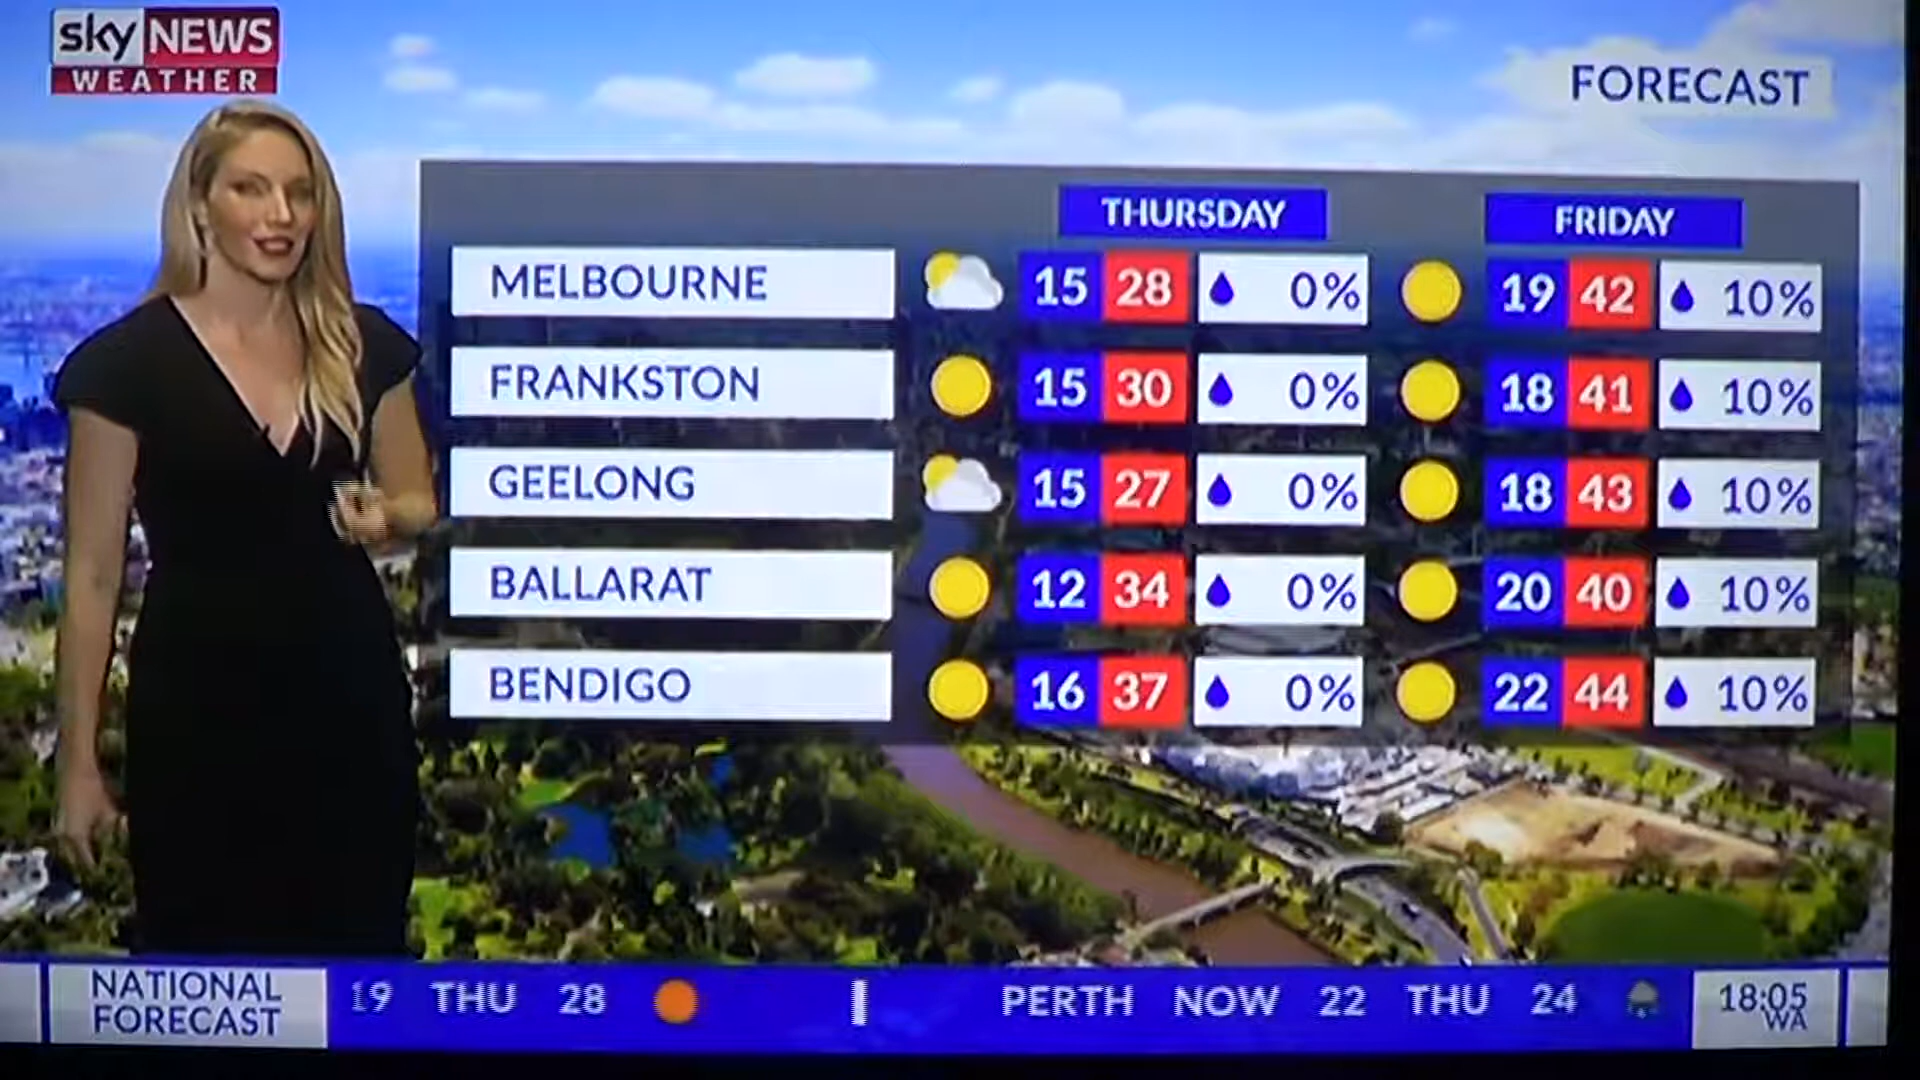 sky NEWS
WEATHER
FORECAST
THURSDAY FRIDAY
MELBOURNE 15 28 0% 19 42 10%
FRANKSTON 15 30 0% 18 41 10%
GEELONG 15 27 0% 18 43 10%
BALLARAT 12 34 0% 20 40 10%
BENDIGO 16 37 0% 22 44 10%
NATIONAL
FORECAST
19 THU 28 PERTH NOW 22 THU 24
18:05
WA